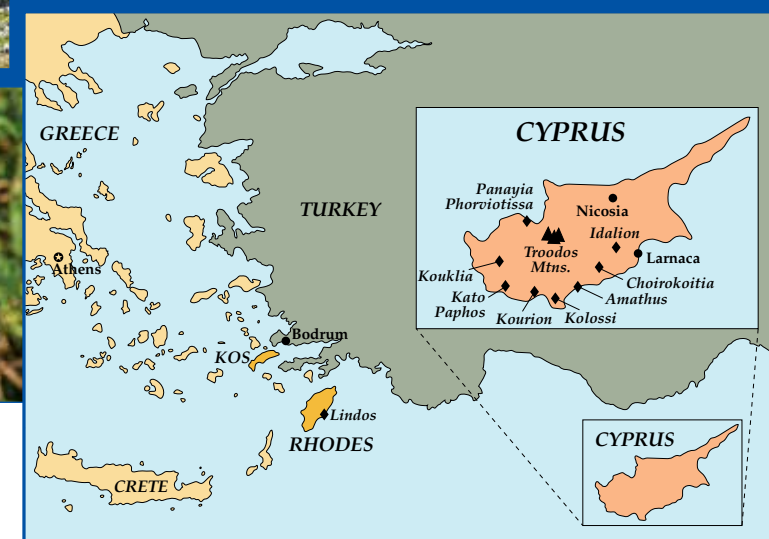 GREECE
TURKEY
Athens
Bodrum
KOS
Lindos
RHODES
CRETE
CYPRUS
Panayia
Phorviotissa
Nicosia
Idalion
Troodos
Mtns.
Larnaca
Kouklia
Choirokoitia
Kato
Paphos
Amathus
Kourion
Kolossi
CYPRUS